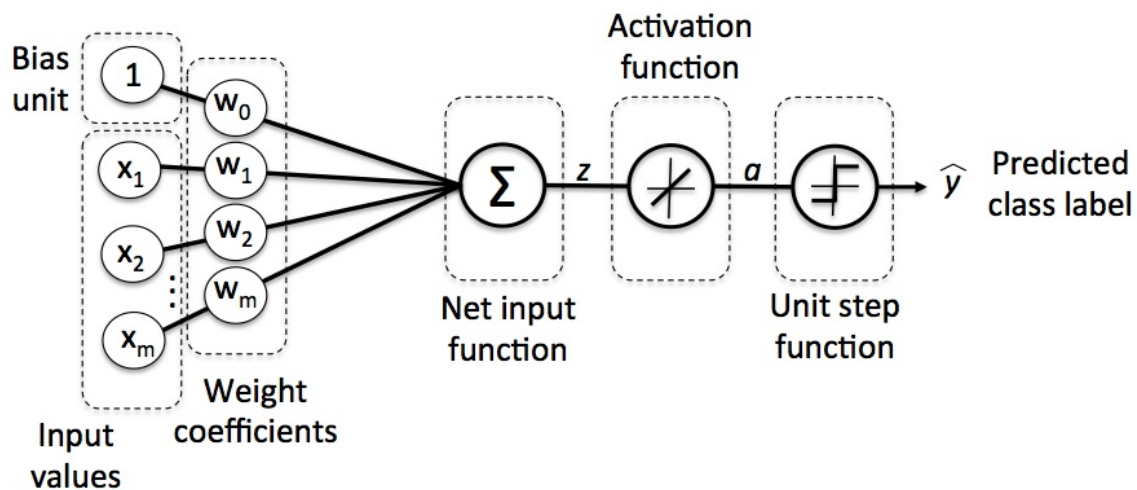 Activation
function
Bias
unit
1
w0
x1
w1
x2
w2
⋮
xm
wm
Σ
z
a
ŷ
Predicted
class label
Net input
function
Unit step
function
Weight
coefficients
Input
values